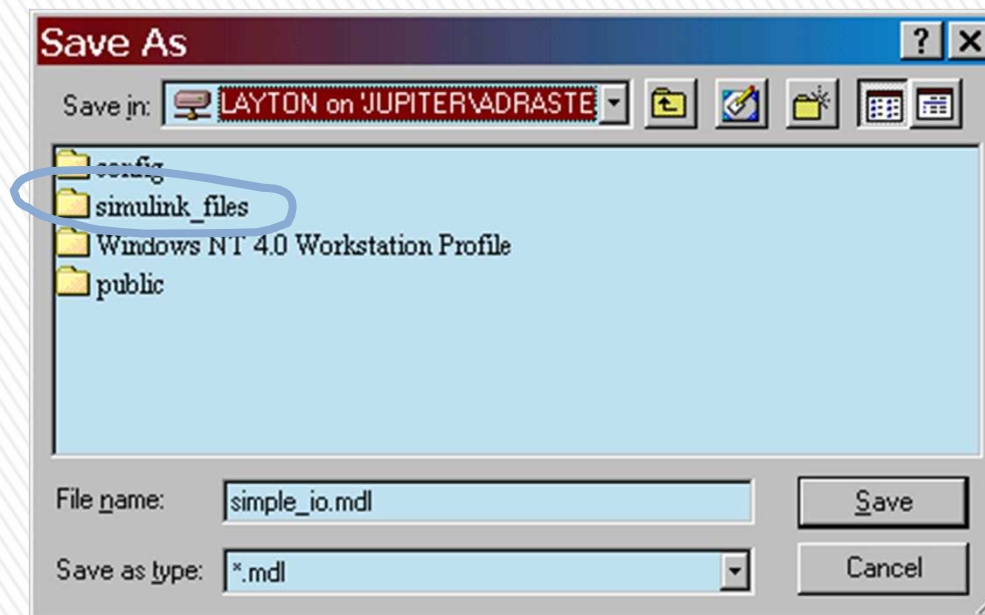 Save As
Save in: LAYTON on 'JUPITER\ADRASTE
config
simulink_files
Windows NT 4.0 Workstation Profile
public
File name: simple_io.mdl Save
Save as type: *.mdl Cancel